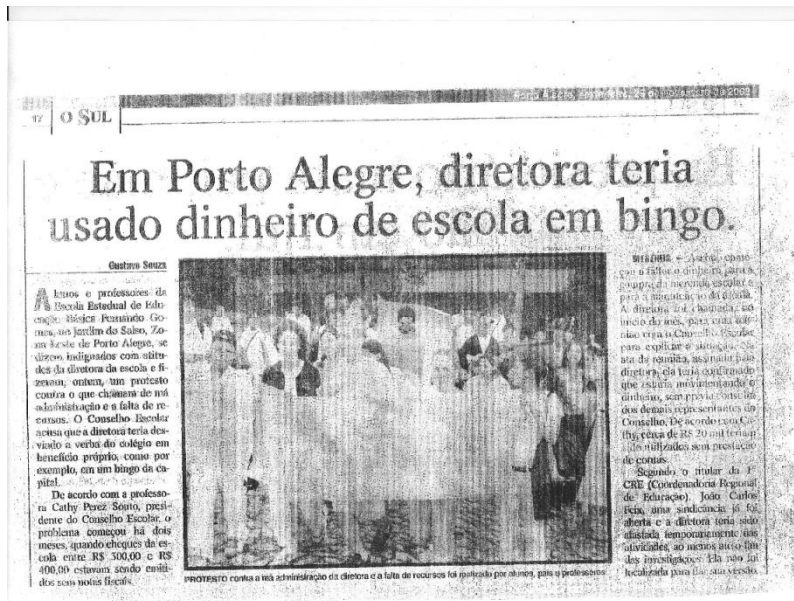 2002
17 O SUL
Em Porto Alegre, diretora teria
usado dinheiro de escola em bingo.
Gustavo Souza
Alunos e professores da
Escola Estadual de Edu-
cação Básica Fernando Go-
mes, no Jardim do Salso, Zo-
na Leste de Porto Alegre, se
dizem indignados com atitu-
des da diretora da escola e fi-
zeram, ontem, um protesto
contra o que chamam de má
administração e a falta de re-
cursos. O Conselho Escolar
acusa que a diretora teria des-
viado a verba do colégio em
benefício próprio, como por
exemplo, em um bingo da ca-
pital.
De acordo com a professo-
ra Cathy Perez Souto, presi-
dente do Conselho Escolar, o
problema começou há dois
meses, quando cheques da es-
cola entre R$ 300,00 e R$
400,00 estavam sendo emiti-
dos sem notas fiscais.
PROTESTO contra a má administração da diretora e a falta de recursos foi realizado por alunos, pais e professores
çou a faltar o dinheiro para a
compra da merenda escolar e
para a manutenção da escola.
A diretora foi chamada, no
início do mês, para uma reu-
nião com o Conselho Escolar
para explicar a situação. Na
ata da reunião, assinada pela
diretora, ela teria confirmado
que estaria movimentando o
dinheiro, sem prévia consulta
dos demais representantes do
Conselho. De acordo com Ca-
thy, cerca de R$ 20 mil teriam
sido utilizados sem prestação
de contas.
Segundo o titular da 1ª
CRE (Coordenadoria Regional
de Educação), João Carlos
uma sindicância já foi
aberta e a diretora teria sido
afastada temporariamente das
atividades, ao menos até o fim
das investigações. Ela não foi
localizada para dar sua versão.